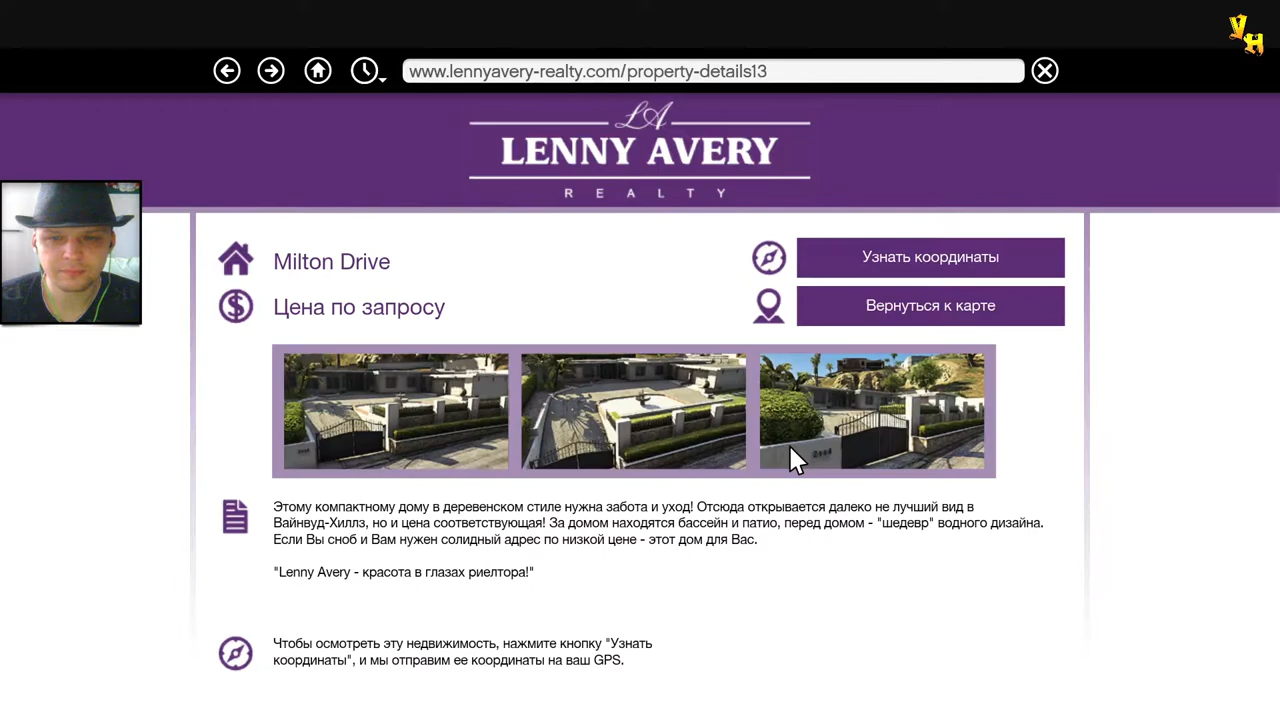 УН
www.lennyavery-realty.com/property-details13
LA
LENNY AVERY
REALTY
Milton Drive
Узнать координаты
Цена по запросу
Вернуться к карте
Этому компактному дому в деревенском стиле нужна забота и уход! Отсюда открывается далеко не лучший вид в
Вайнвуд-Хиллз, но и цена соответствующая! За домом находятся бассейн и патио, перед домом - "шедевр" водного дизайна.
Если Вы сноб и Вам нужен солидный адрес по низкой цене - этот дом для Вас.
"Lenny Avery - красота в глазах риелтора!"
Чтобы осмотреть эту недвижимость, нажмите кнопку "Узнать
координаты", и мы отправим ее координаты на ваш GPS.